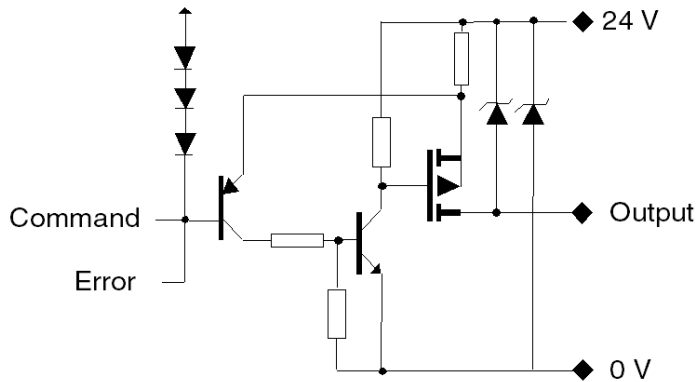 24 V
Command
Output
Error
0 V